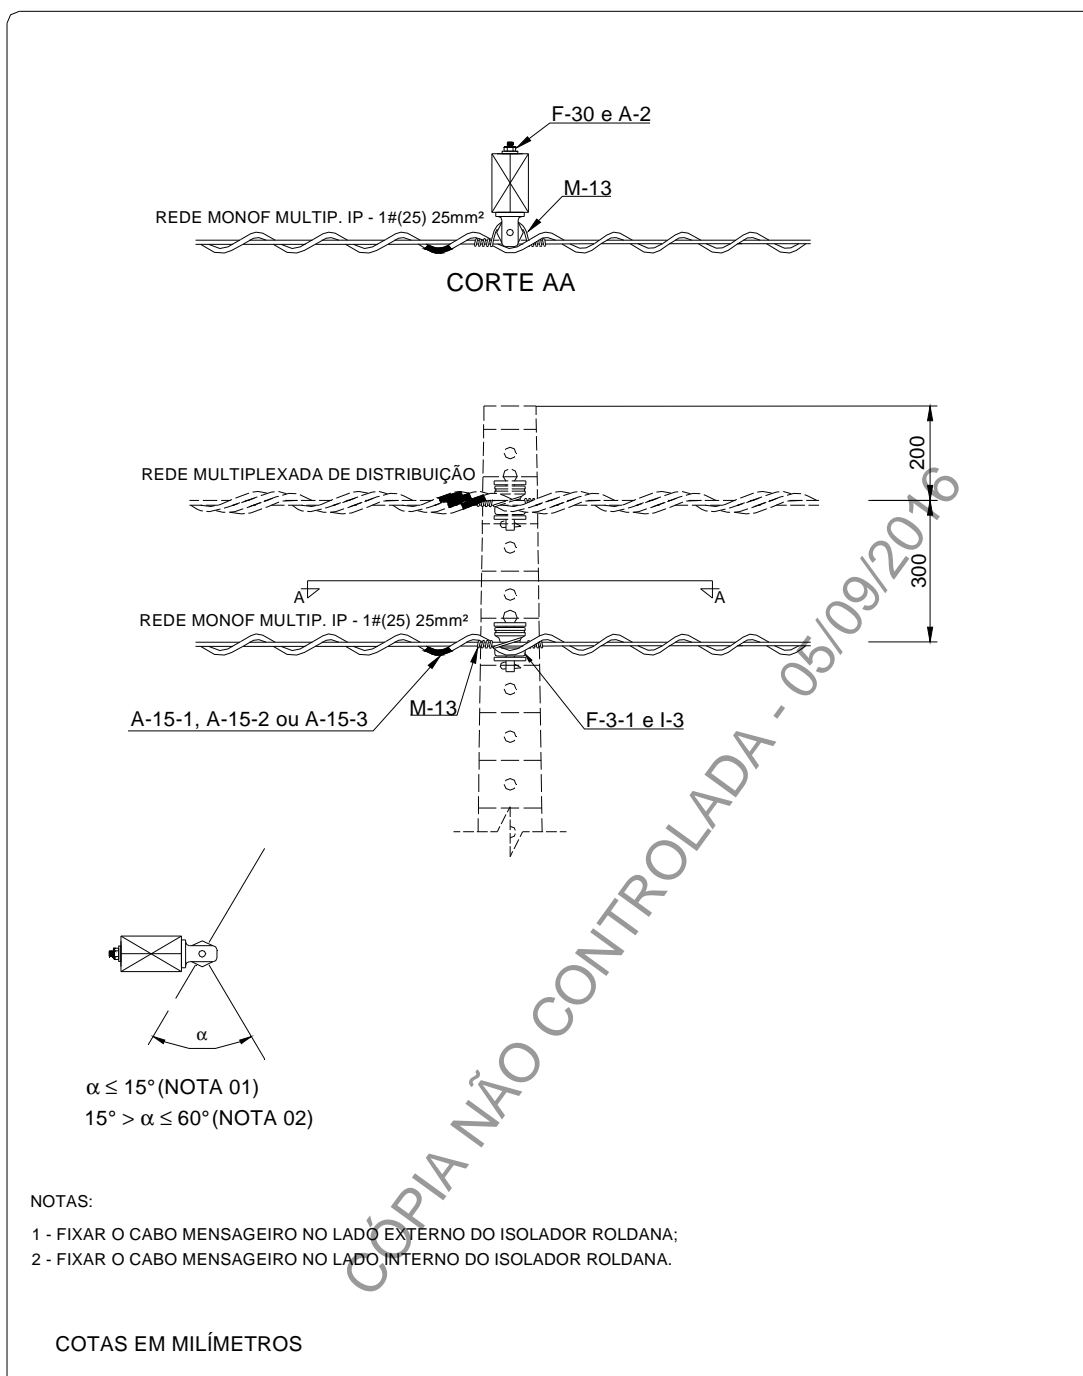 F-30 e A-2
M-13
REDE MONOF MULTIP. IP - 1#(25) 25mm²
CORTE AA
200
REDE MULTIPLEXADA DE DISTRIBUIÇÃO
300
A A
REDE MONOF MULTIP. IP - 1#(25) 25mm²
A-15-1, A-15-2 ou A-15-3
M-13
F-3-1 e I-3
α
α ≤ 15° (NOTA 01)
15° > α ≤ 60° (NOTA 02)
NOTAS:
1 - FIXAR O CABO MENSAGEIRO NO LADO EXTERNO DO ISOLADOR ROLDANA;
2 - FIXAR O CABO MENSAGEIRO NO LADO INTERNO DO ISOLADOR ROLDANA.
COTAS EM MILÍMETROS
CÓPIA NÃO CONTROLADA - 05/09/2016